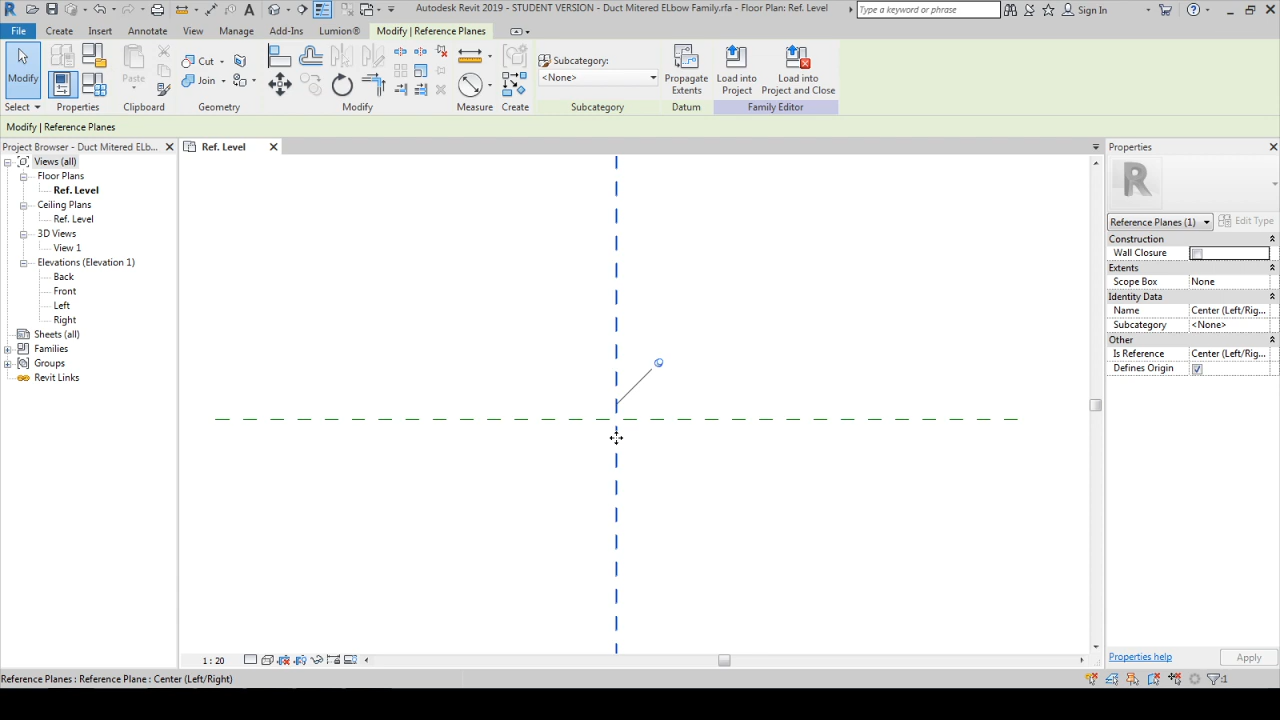 Autodesk Revit 2019 - STUDENT VERSION - Duct Mitered ELbow Family.rfa - Floor Plan: Ref. Level
Type a keyword or phrase
Sign In
File Create Insert Annotate View Manage Add-Ins Lumion® Modify | Reference Planes
Modify
Paste
Cut
Join
Subcategory:
<None>
Propagate Extents
Load into Project
Load into Project and Close
Select Properties Clipboard Geometry Modify Measure Create Subcategory Datum Family Editor
Modify | Reference Planes
Project Browser - Duct Mitered ELb...
Views (all)
Floor Plans
Ref. Level
Ceiling Plans
Ref. Level
3D Views
View 1
Elevations (Elevation 1)
Back
Front
Left
Right
Sheets (all)
Families
Groups
Revit Links
Ref. Level
Properties
R
Reference Planes (1) Edit Type
Construction
Wall Closure
Extents
Scope Box None
Identity Data
Name Center (Left/Rig...
Subcategory <None>
Other
Is Reference Center (Left/Rig...
Defines Origin
Properties help Apply
1 : 20
Reference Planes : Reference Plane : Center (Left/Right)
:1